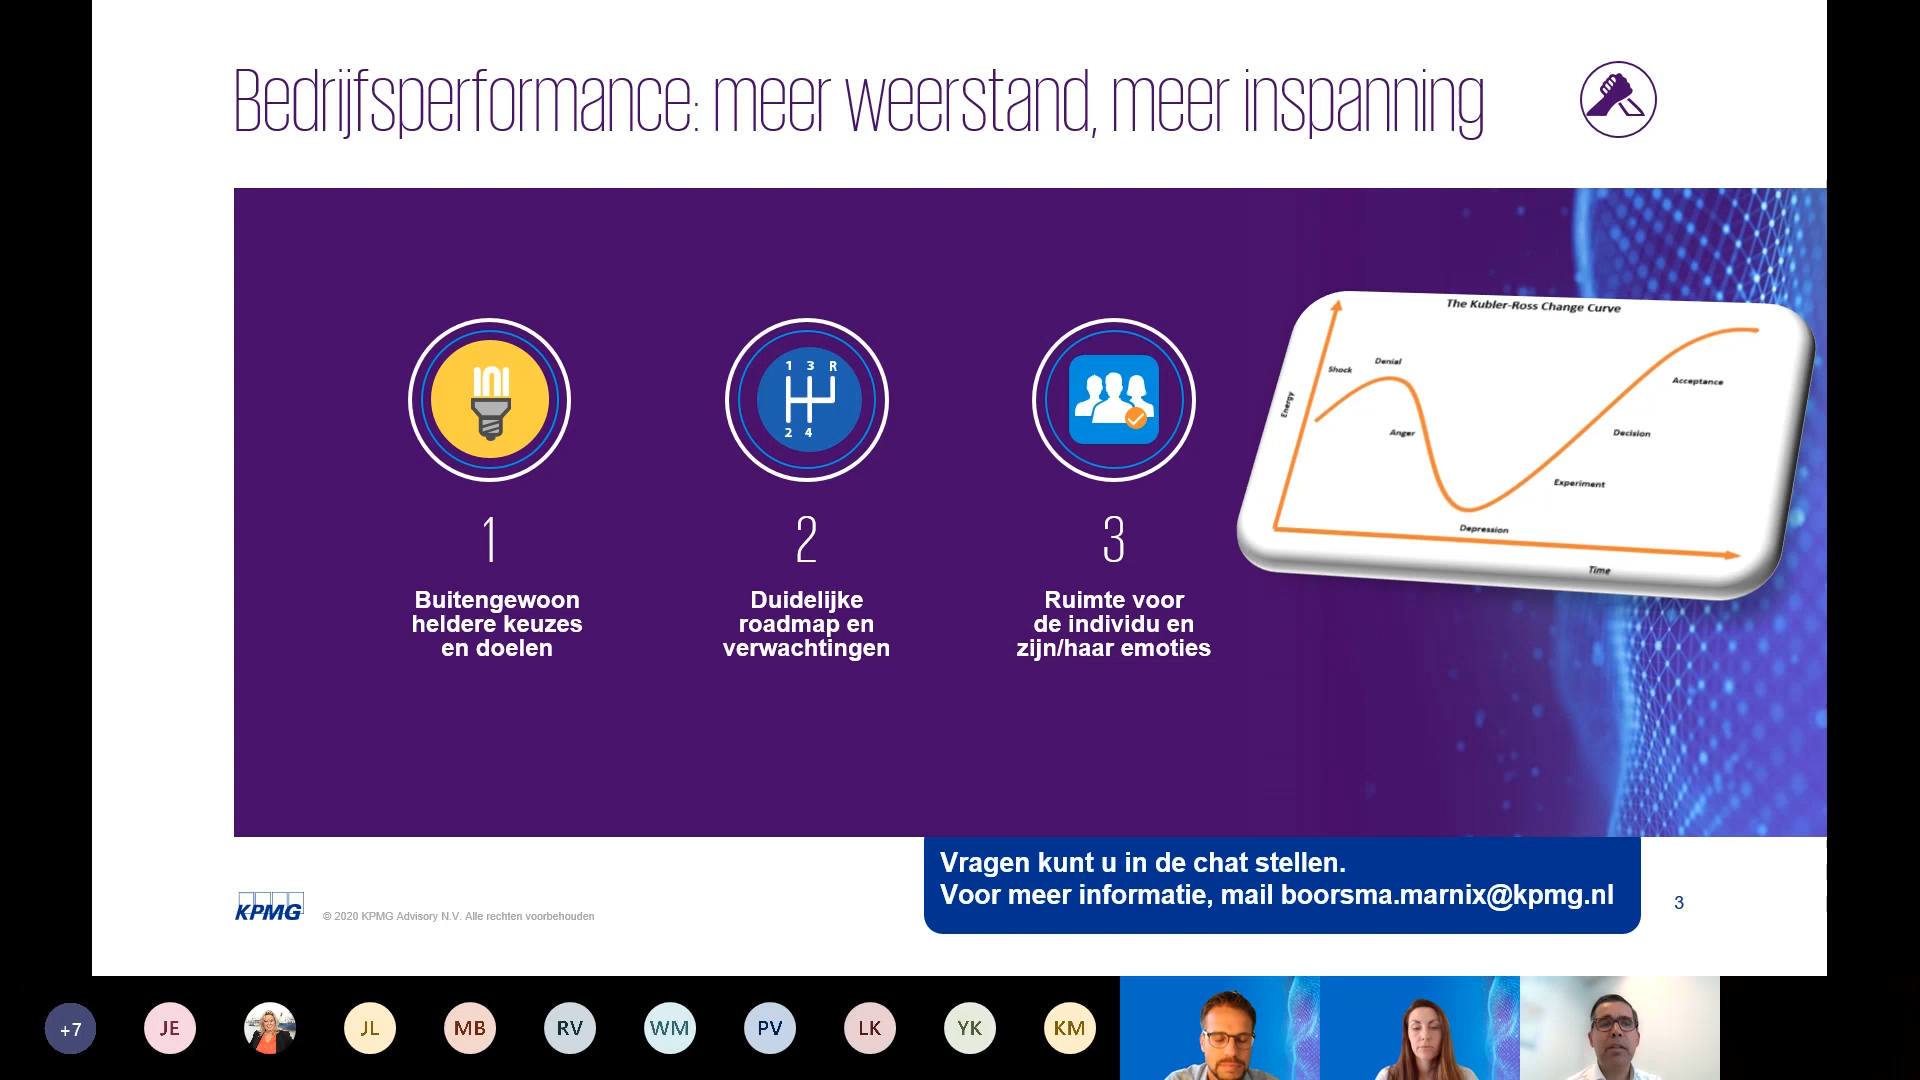 Bedrijfsperformance: meer weerstand, meer inspanning
1 3 R
2 4
1
Buitengewoon
heldere keuzes
en doelen
2
Duidelijke
roadmap en
verwachtingen
3
Ruimte voor
de individu en
zijn/haar emoties
The Kubler-Ross Change Curve
Energy
Shock
Denial
Anger
Depression
Experiment
Decision
Acceptance
Time
Vragen kunt u in de chat stellen.
Voor meer informatie, mail boorsma.marnix@kpmg.nl
KPMG
© 2020 KPMG Advisory N.V. Alle rechten voorbehouden
3
+7
JE
JL
MB
RV
WM
PV
LK
YK
KM